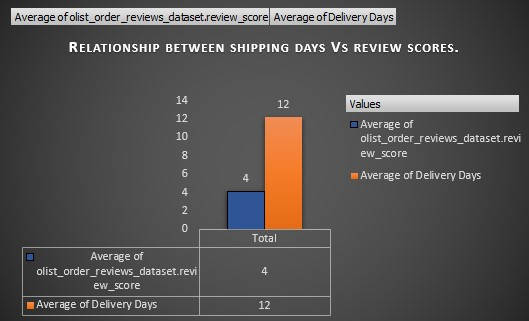 Average of olist_order_reviews_dataset.review_score Average of Delivery Days
RELATIONSHIP BETWEEN SHIPPING DAYS VS REVIEW SCORES.
14
12
10
8
6
4
2
0
4
12
Total
Values
Average of
olist_order_reviews_dataset.revi
ew_score
Average of Delivery Days
Average of
olist_order_reviews_dataset.revi
ew_score
4
Average of Delivery Days
12